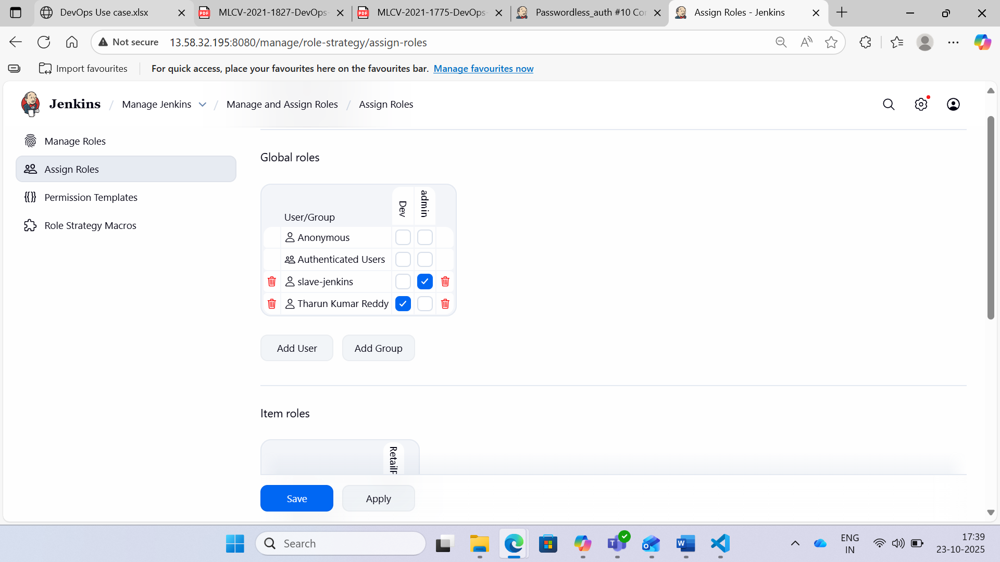 DevOps Use case.xlsx
MLCV-2021-1827-DevOps-
MLCV-2021-1775-DevOps-
Passwordless_auth #10 Con
Assign Roles - Jenkins
Not secure
13.58.32.195:8080/manage/role-strategy/assign-roles
Import favourites
For quick access, place your favourites here on the favourites bar. Manage favourites now
Jenkins / Manage Jenkins / Manage and Assign Roles / Assign Roles
Manage Roles
Assign Roles
Permission Templates
Role Strategy Macros
Global roles
User/Group Dev admin
Anonymous
Authenticated Users
slave-jenkins
Tharun Kumar Reddy
Add User Add Group
Item roles
Save Apply
Search
ENG
IN
17:39
23-10-2025